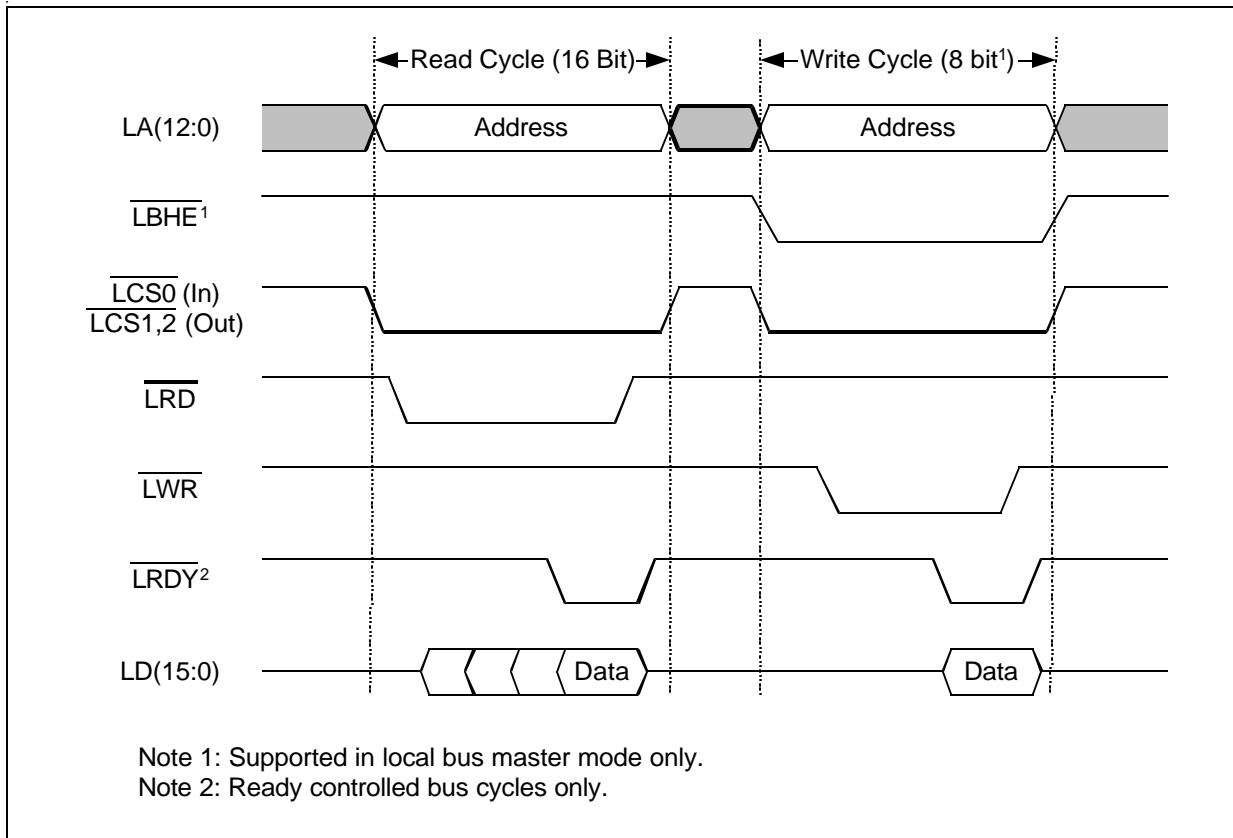 Read Cycle (16 Bit) Write Cycle (8 bit¹)
LA(12:0) Address Address
LBHE¹
LCS0 (In)
LCS1,2 (Out)
LRD
LWR
LRDY²
LD(15:0) Data Data
Note 1: Supported in local bus master mode only.
Note 2: Ready controlled bus cycles only.